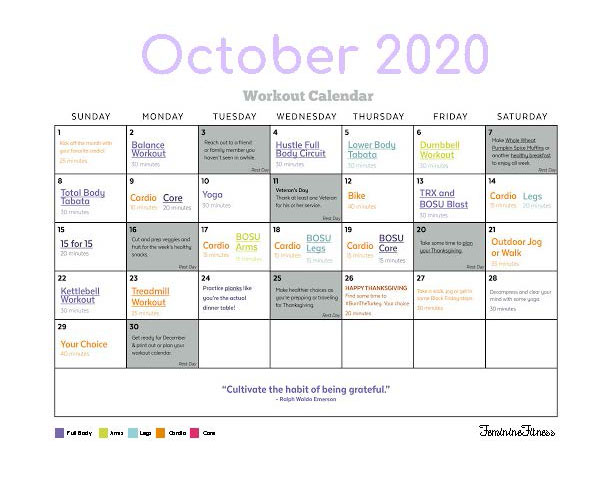 October 2020
Workout Calendar
SUNDAY MONDAY TUESDAY WEDNESDAY THURSDAY FRIDAY SATURDAY
1
Kick off the month with
your favorite cardio!
25 minutes
2
Balance
Workout
30 minutes
3
Reach out to a friend
or family member you
haven't seen in awhile.
Rest Day
4
Hustle Full
Body Circuit
30 minutes
5
Lower Body
Tabata
30 minutes
6
Dumbbell
Workout
30 minutes
7
Make Whole Wheat
Pumpkin Spice Muffins or
another healthy breakfast
to enjoy all week.
Rest Day
8
Total Body
Tabata
30 minutes
9
Cardio Core
10 minutes 20 minutes
10
Yoga
30 minutes
11
Veteran's Day
Thank at least one Veteran
for his or her service.
Rest Day
12
Bike
40 minutes
13
TRX and
BOSU Blast
30 minutes
14
Cardio Legs
15 minutes 20 minutes
15
15 for 15
20 minutes
16
Cut and prep veggies and
fruit for the week's healthy
snacks.
Rest Day
17
Cardio BOSU
Arms
15 minutes 15 minutes
18
Cardio BOSU
Legs
15 minutes 15 minutes
19
Cardio BOSU
Core
15 minutes 15 minutes
20
Take some time to plan
your Thanksgiving.
Rest Day
21
Outdoor Jog
or Walk
35 minutes
22
Kettlebell
Workout
30 minutes
23
Treadmill
Workout
25 minutes
24
Practice planks like
you're the actual
dinner table!
25
Make healthier choices as
you're prepping or traveling
for Thanksgiving.
Rest Day
26
HAPPY THANKSGIVING
Find some time to
#BurnTheTurkey. Your choice
20 minutes
27
Take a walk, jog or jet to
some Black Friday steals.
30 minutes
28
Decompress and clear your
mind with some yoga.
30 minutes
29
Your Choice
40 minutes
30
Get ready for December
& print out or plan your
workout calendar.
Rest Day
"Cultivate the habit of being grateful."
- Ralph Waldo Emerson
Full Body Arms Legs Cardio Core
FeminineFitness